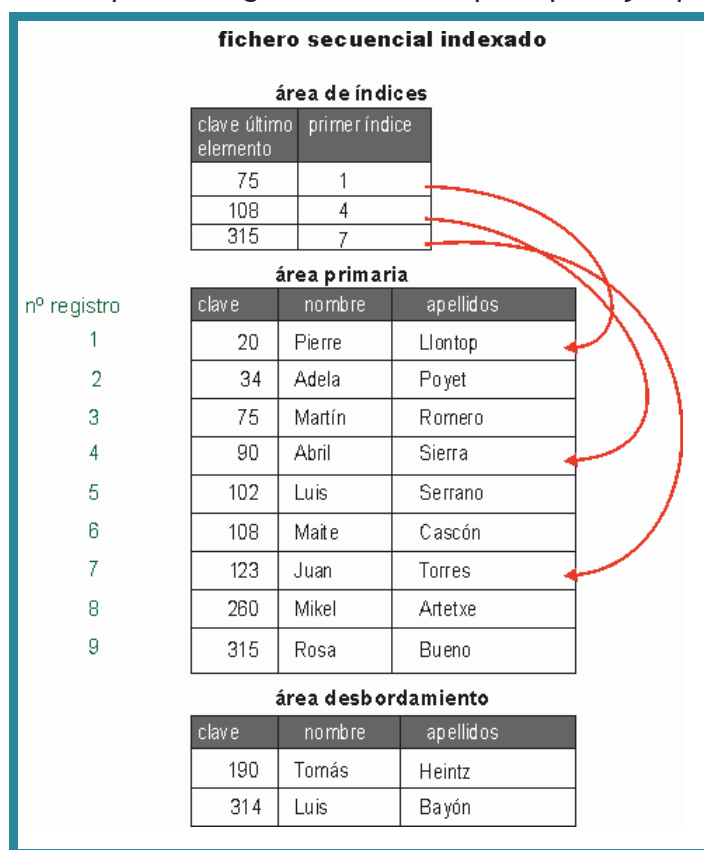 fichero secuencial indexado
área de índices
clave último elemento primer índice
75 1
108 4
315 7
área primaria
nº registro clave nombre apellidos
1 20 Pierre Llontop
2 34 Adela Poyet
3 75 Martín Romero
4 90 Abril Sierra
5 102 Luis Serrano
6 108 Maite Cascón
7 123 Juan Torres
8 260 Mikel Artetxe
9 315 Rosa Bueno
área desbordamiento
clave nombre apellidos
190 Tomás Heintz
314 Luis Bayón